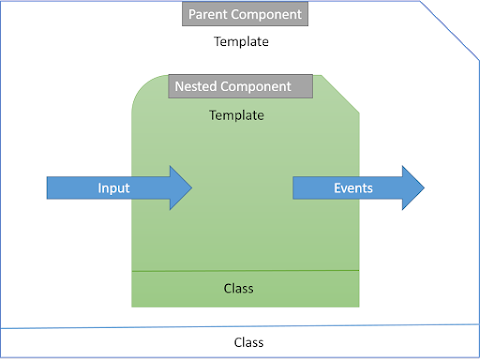 Parent Component
Template
Nested Component
Template
Input
Events
Class
Class